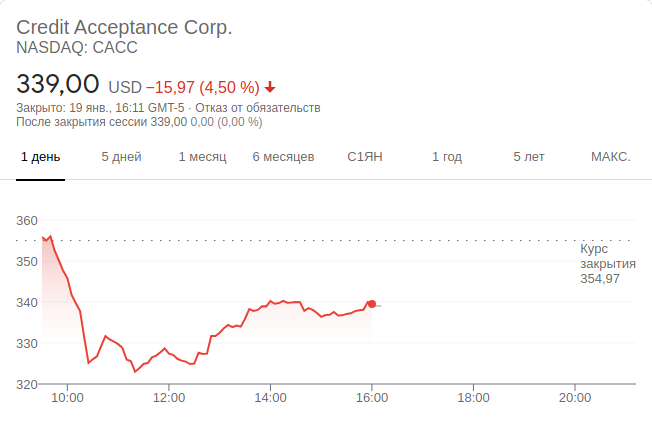 Credit Acceptance Corp.
NASDAQ: CACC
339,00 USD −15,97 (4,50 %)
Закрыто: 19 янв., 16:11 GMT-5 · Отказ от обязательств
После закрытия сессии 339,00 0,00 (0,00 %)
1 день 5 дней 1 месяц 6 месяцев С1ЯН 1 год 5 лет МАКС.
360
Курс
350
закрытия
354,97
340
330
320
10:00 12:00 14:00 16:00 18:00 20:00